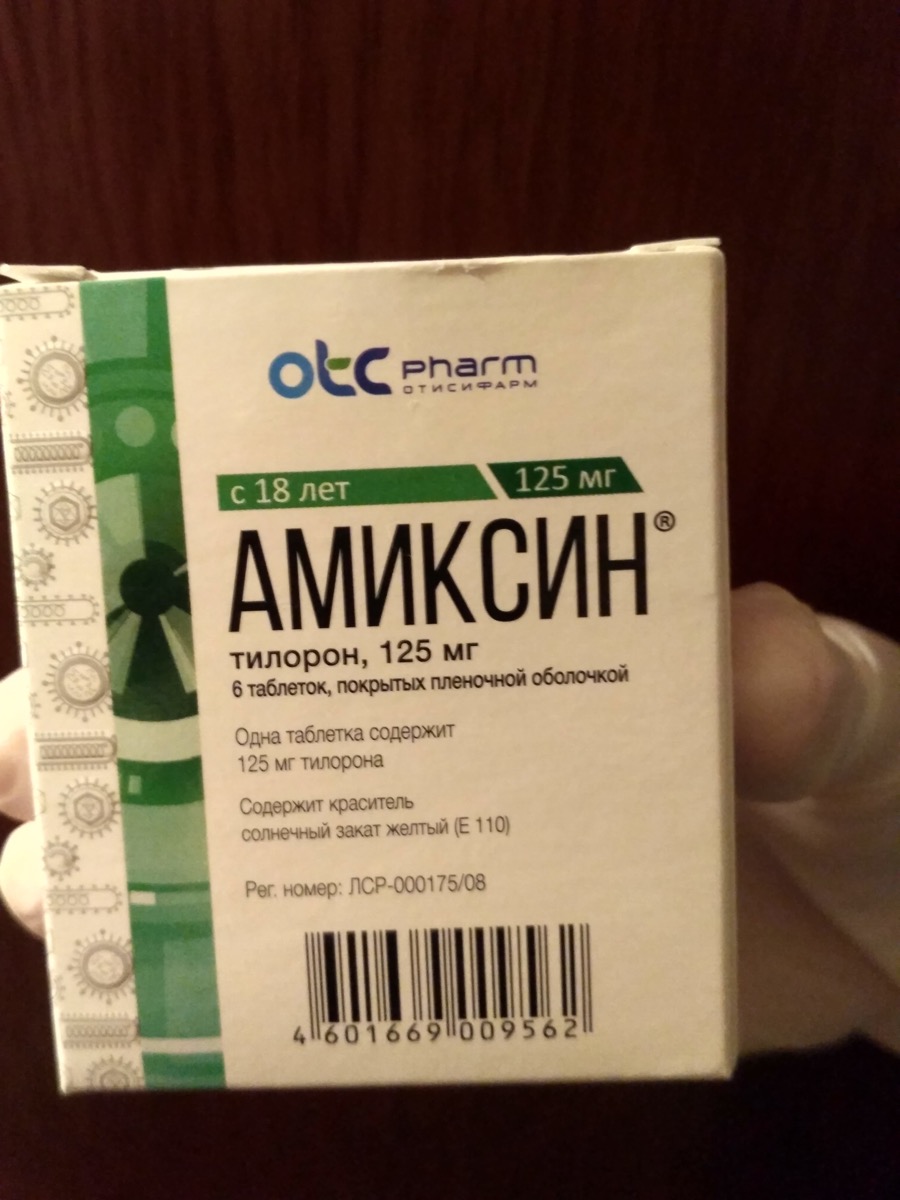 otc pharm
ОТИСИФАРМ
с 18 лет 125 мг
АМИКСИН®
тилорон, 125 мг
6 таблеток, покрытых пленочной оболочкой
Одна таблетка содержит
125 мг тилорона
Содержит краситель
солнечный закат желтый (Е 110)
Рег. номер: ЛСР-000175/08
4 601669 009562